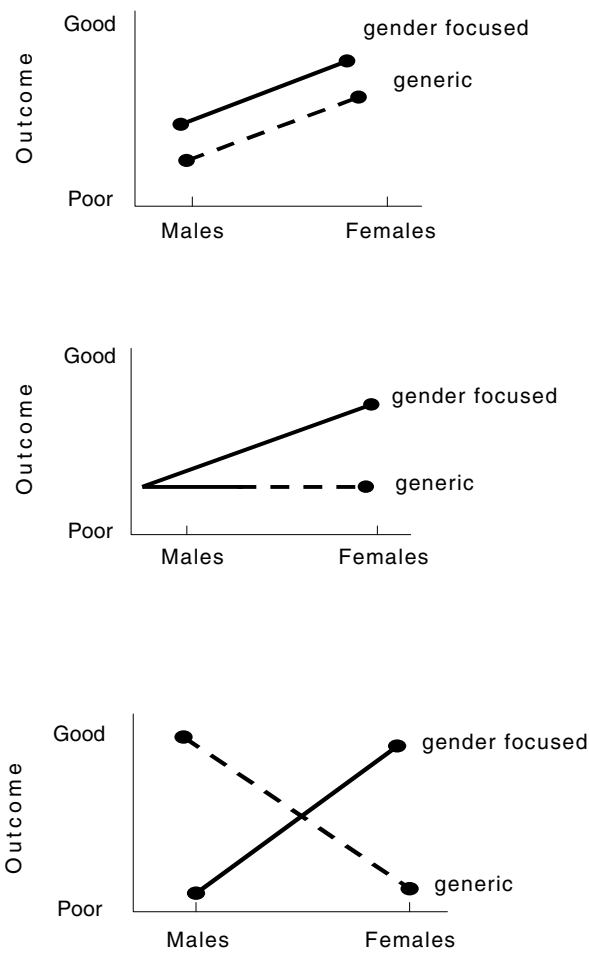 Good
gender focused
generic
Outcome
Poor
Males Females
Good
gender focused
Outcome
generic
Poor
Males Females
Good
gender focused
Outcome
generic
Poor
Males Females